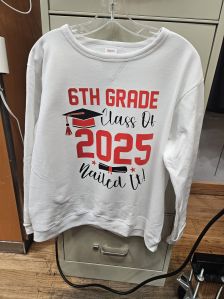 6TH GRADE
Class Of
2025
Nailed It!